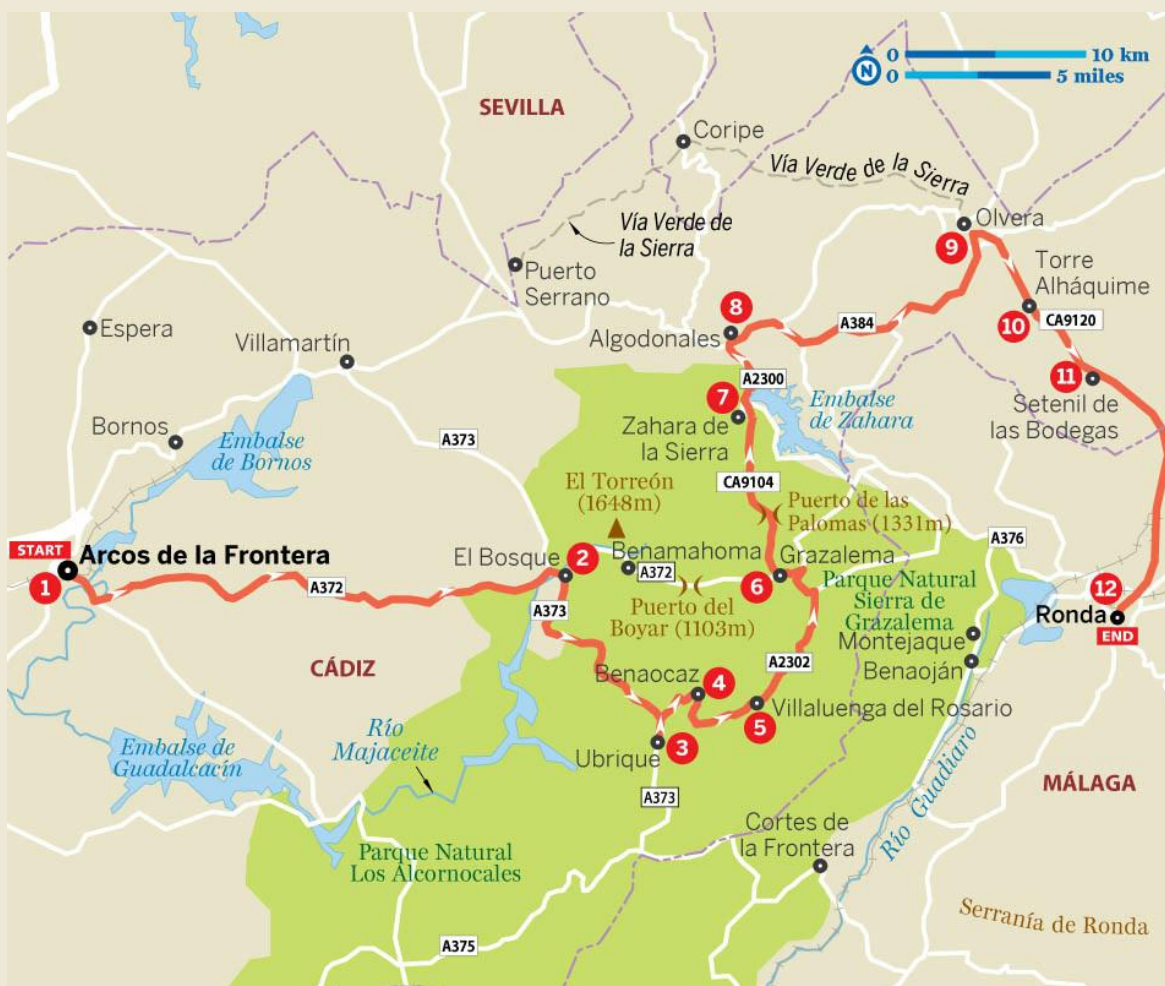 0 10 km
N 0 5 miles
SEVILLA
Coripe
Vía Verde de la Sierra
Vía Verde de
la Sierra
Olvera
9
Puerto
Serrano
Torre
Alháquime
Espera
8
A384
10
CA9120
Algodonales
Villamartín
11
A2300
7
Setenil de
las Bodegas
Embalse
de Zahara
Zahara de
la Sierra
Bornos
A373
Embalse
de Bornos
CA9104
El Torreón
(1648m)
Puerto de las
Palomas (1331m)
START
Arcos de la Frontera
1
A372
El Bosque
2
Benamahoma
A372
Grazalema
6
A376
Parque Natural
Sierra de
Grazalema
12
Ronda
END
A373
Puerto del
Boyar (1103m)
Montejaque
Benaoján
CÁDIZ
Benaocaz
4
A2302
5
Villaluenga del Rosario
Río
Majaceite
Ubrique
3
Embalse de
Guadalcacín
MÁLAGA
A373
Río Guadiaro
Cortes de
la Frontera
Parque Natural
Los Alcornocales
Serranía de Ronda
A375